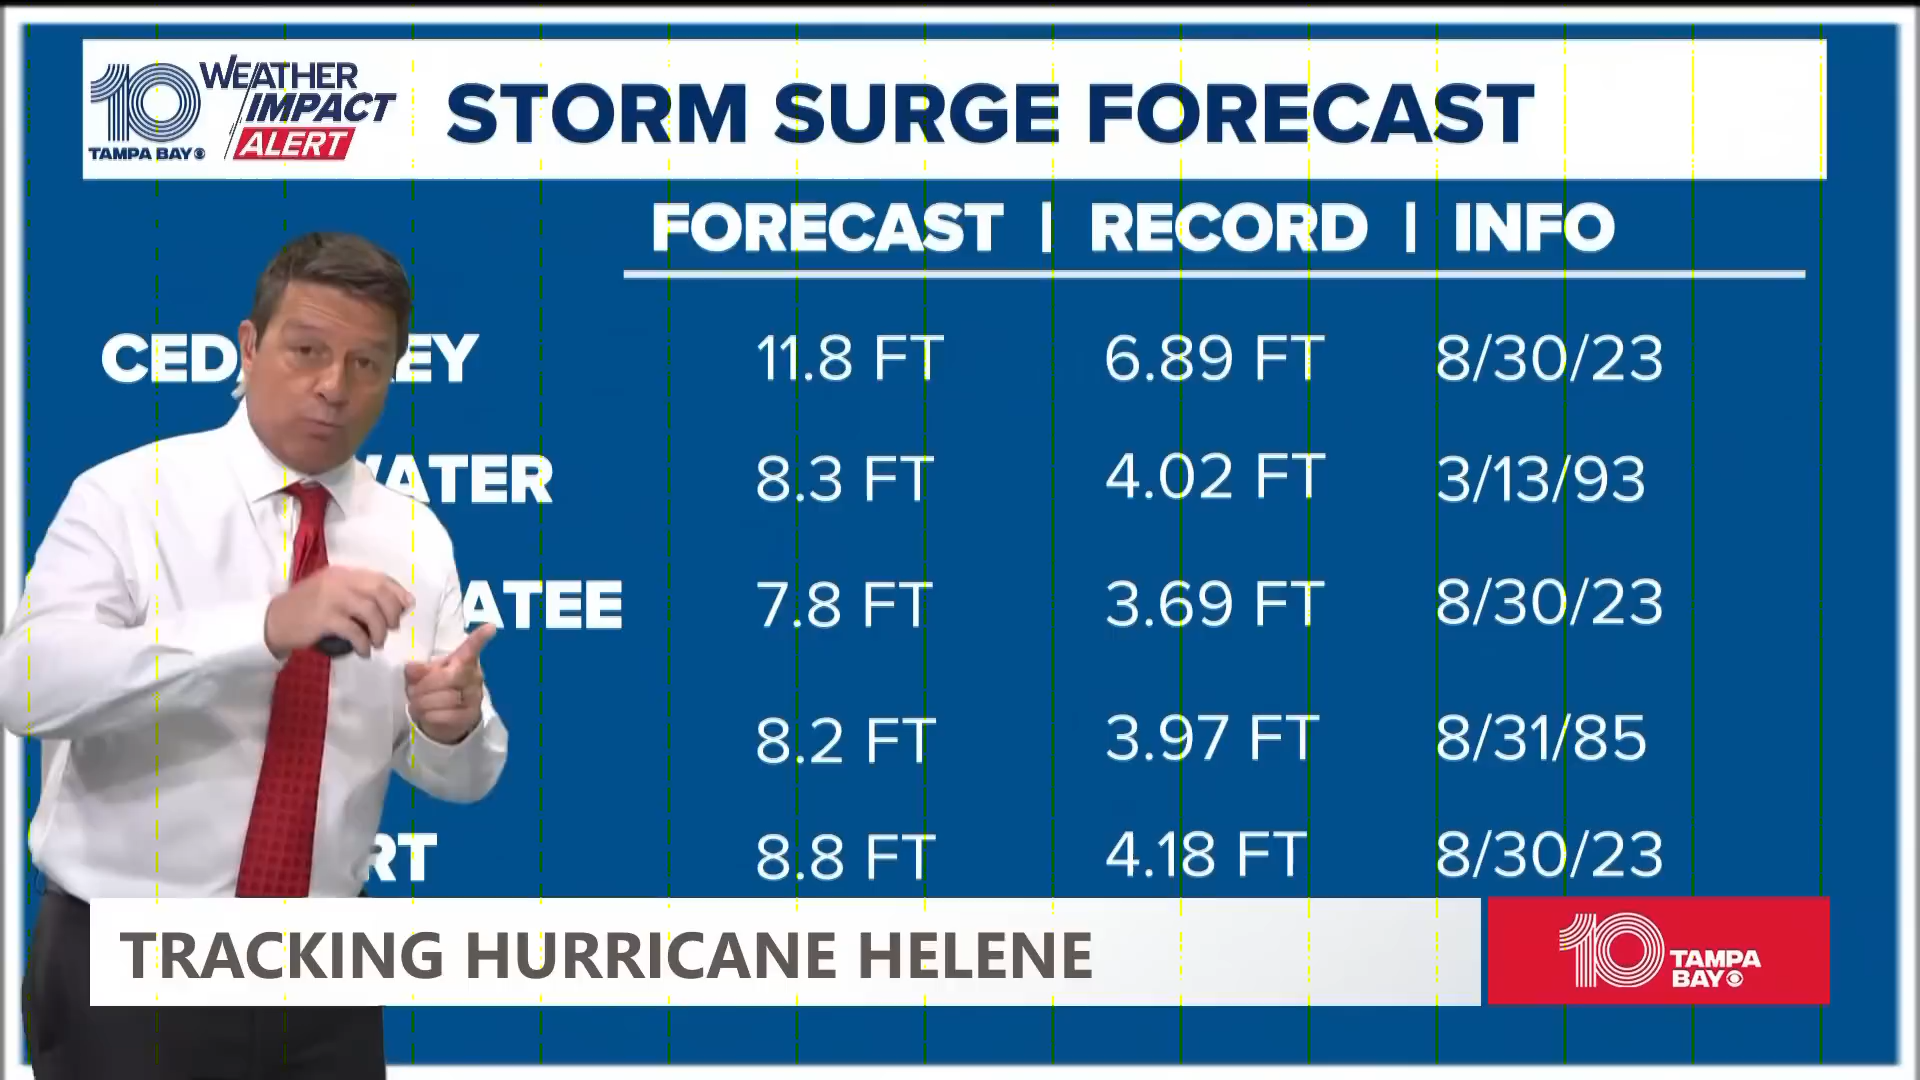 10 WEATHER IMPACT ALERT
TAMPA BAY
STORM SURGE FORECAST
FORECAST | RECORD | INFO
11.8 FT 6.89 FT 8/30/23
8.3 FT 4.02 FT 3/13/93
7.8 FT 3.69 FT 8/30/23
8.2 FT 3.97 FT 8/31/85
8.8 FT 4.18 FT 8/30/23
TRACKING HURRICANE HELENE
10 TAMPA BAY